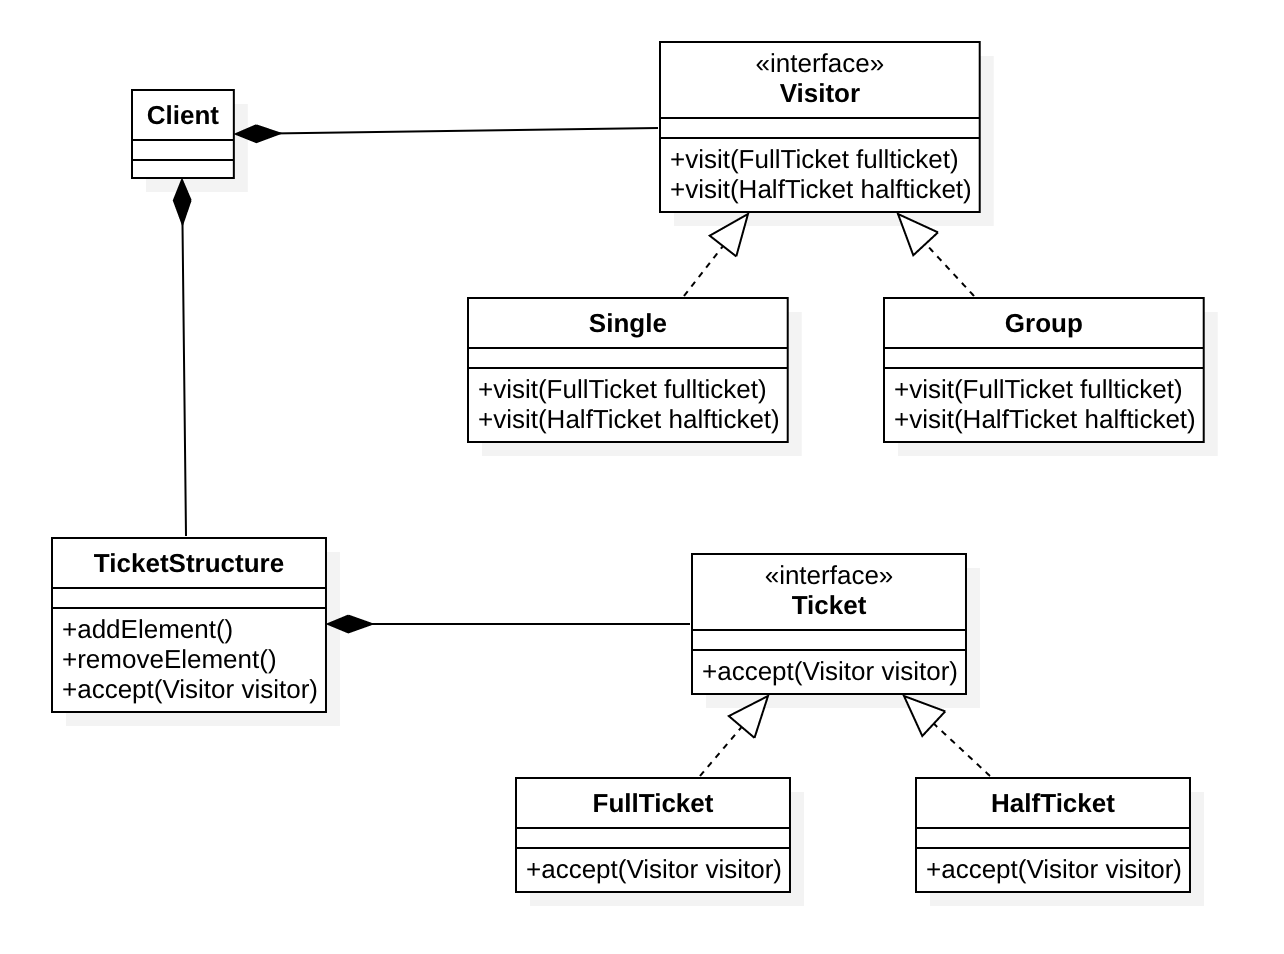 Client
«interface»
Visitor
+visit(FullTicket fullticket)
+visit(HalfTicket halfticket)
Single
+visit(FullTicket fullticket)
+visit(HalfTicket halfticket)
Group
+visit(FullTicket fullticket)
+visit(HalfTicket halfticket)
TicketStructure
+addElement()
+removeElement()
+accept(Visitor visitor)
«interface»
Ticket
+accept(Visitor visitor)
FullTicket
+accept(Visitor visitor)
HalfTicket
+accept(Visitor visitor)